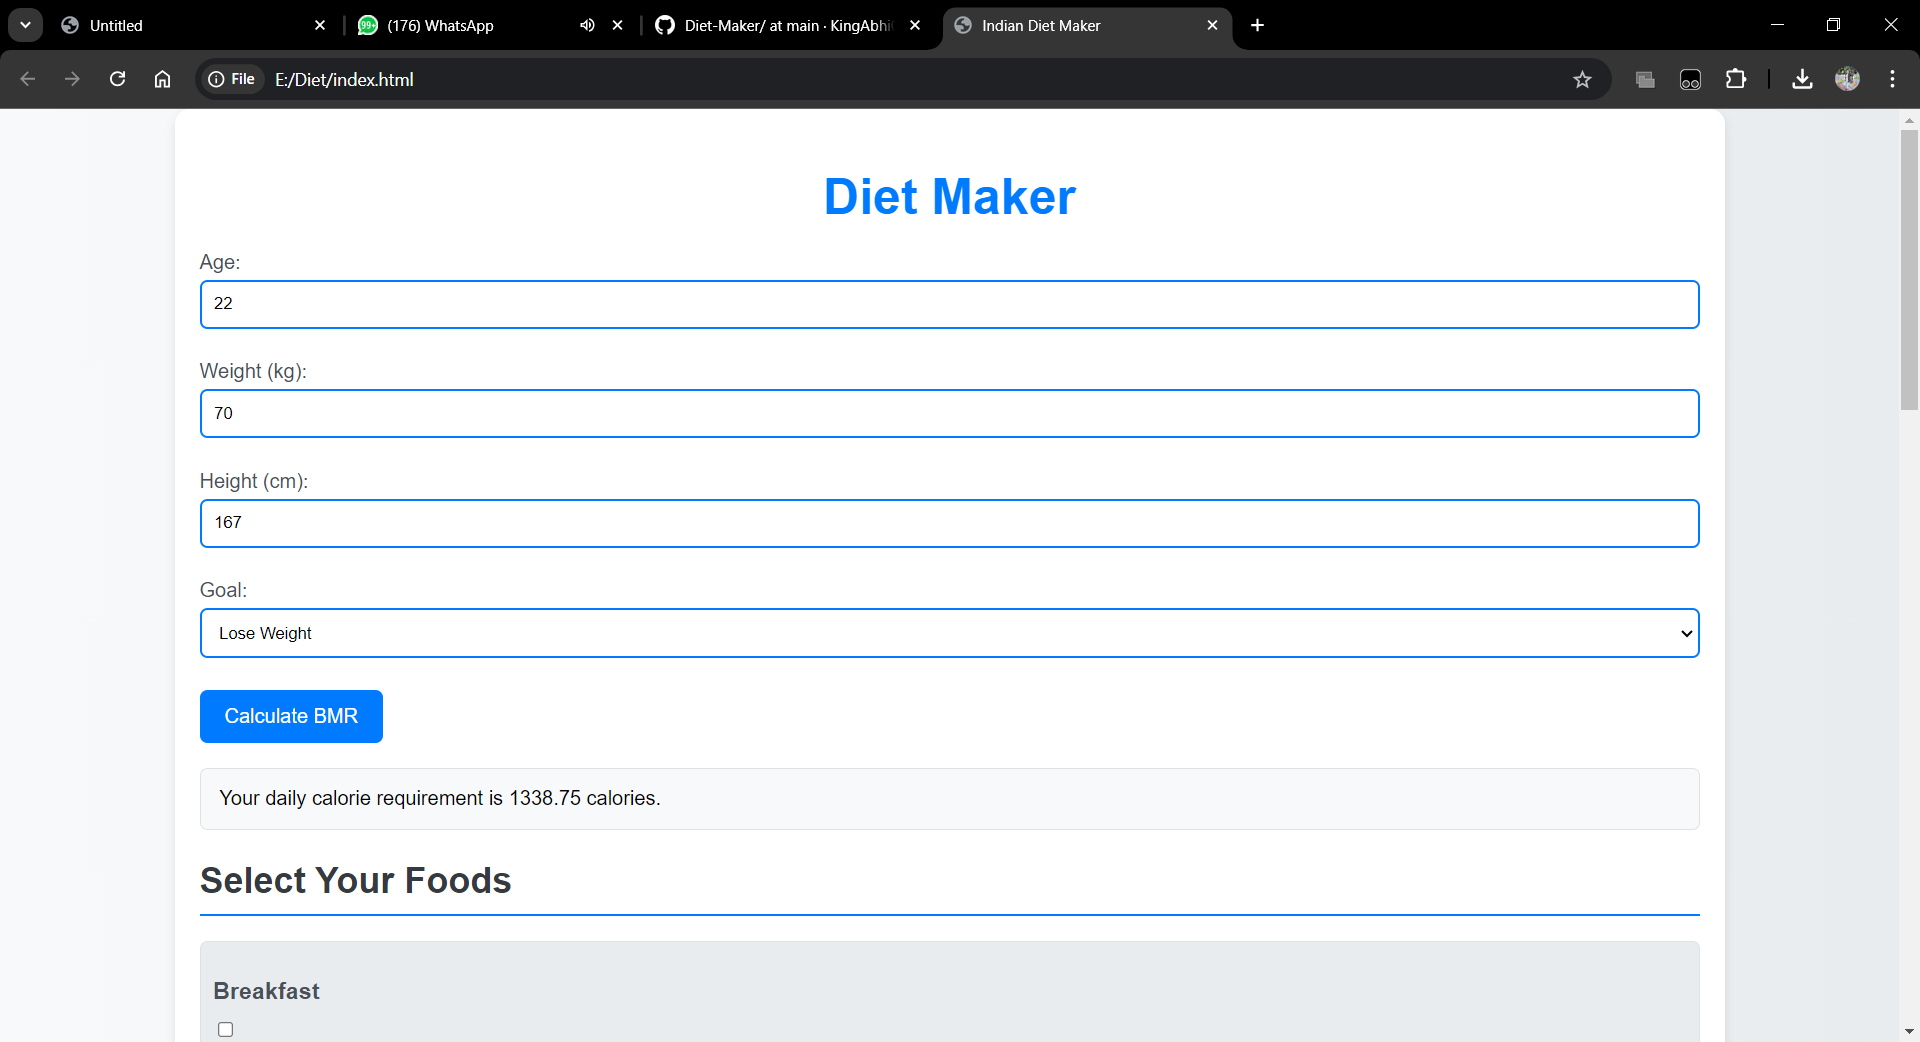 Untitled
99+ (176) WhatsApp
Diet-Maker/ at main · KingAbhi
Indian Diet Maker
File E:/Diet/index.html
Diet Maker
Age:
22
Weight (kg):
70
Height (cm):
167
Goal:
Lose Weight
Calculate BMR
Your daily calorie requirement is 1338.75 calories.
Select Your Foods
Breakfast